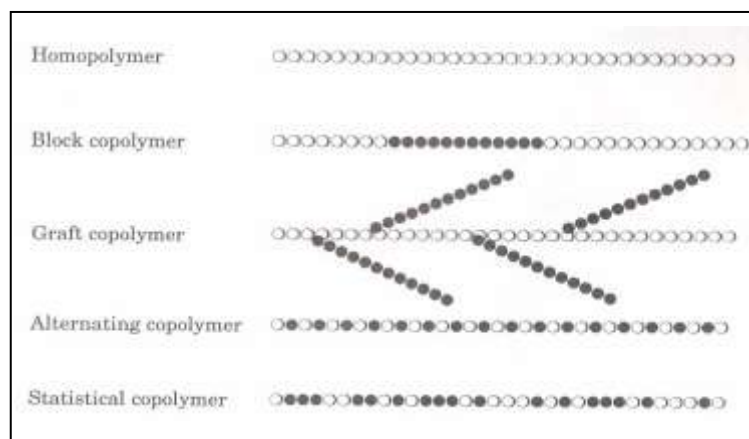 Homopolymer
Block copolymer
Graft copolymer
Alternating copolymer
Statistical copolymer